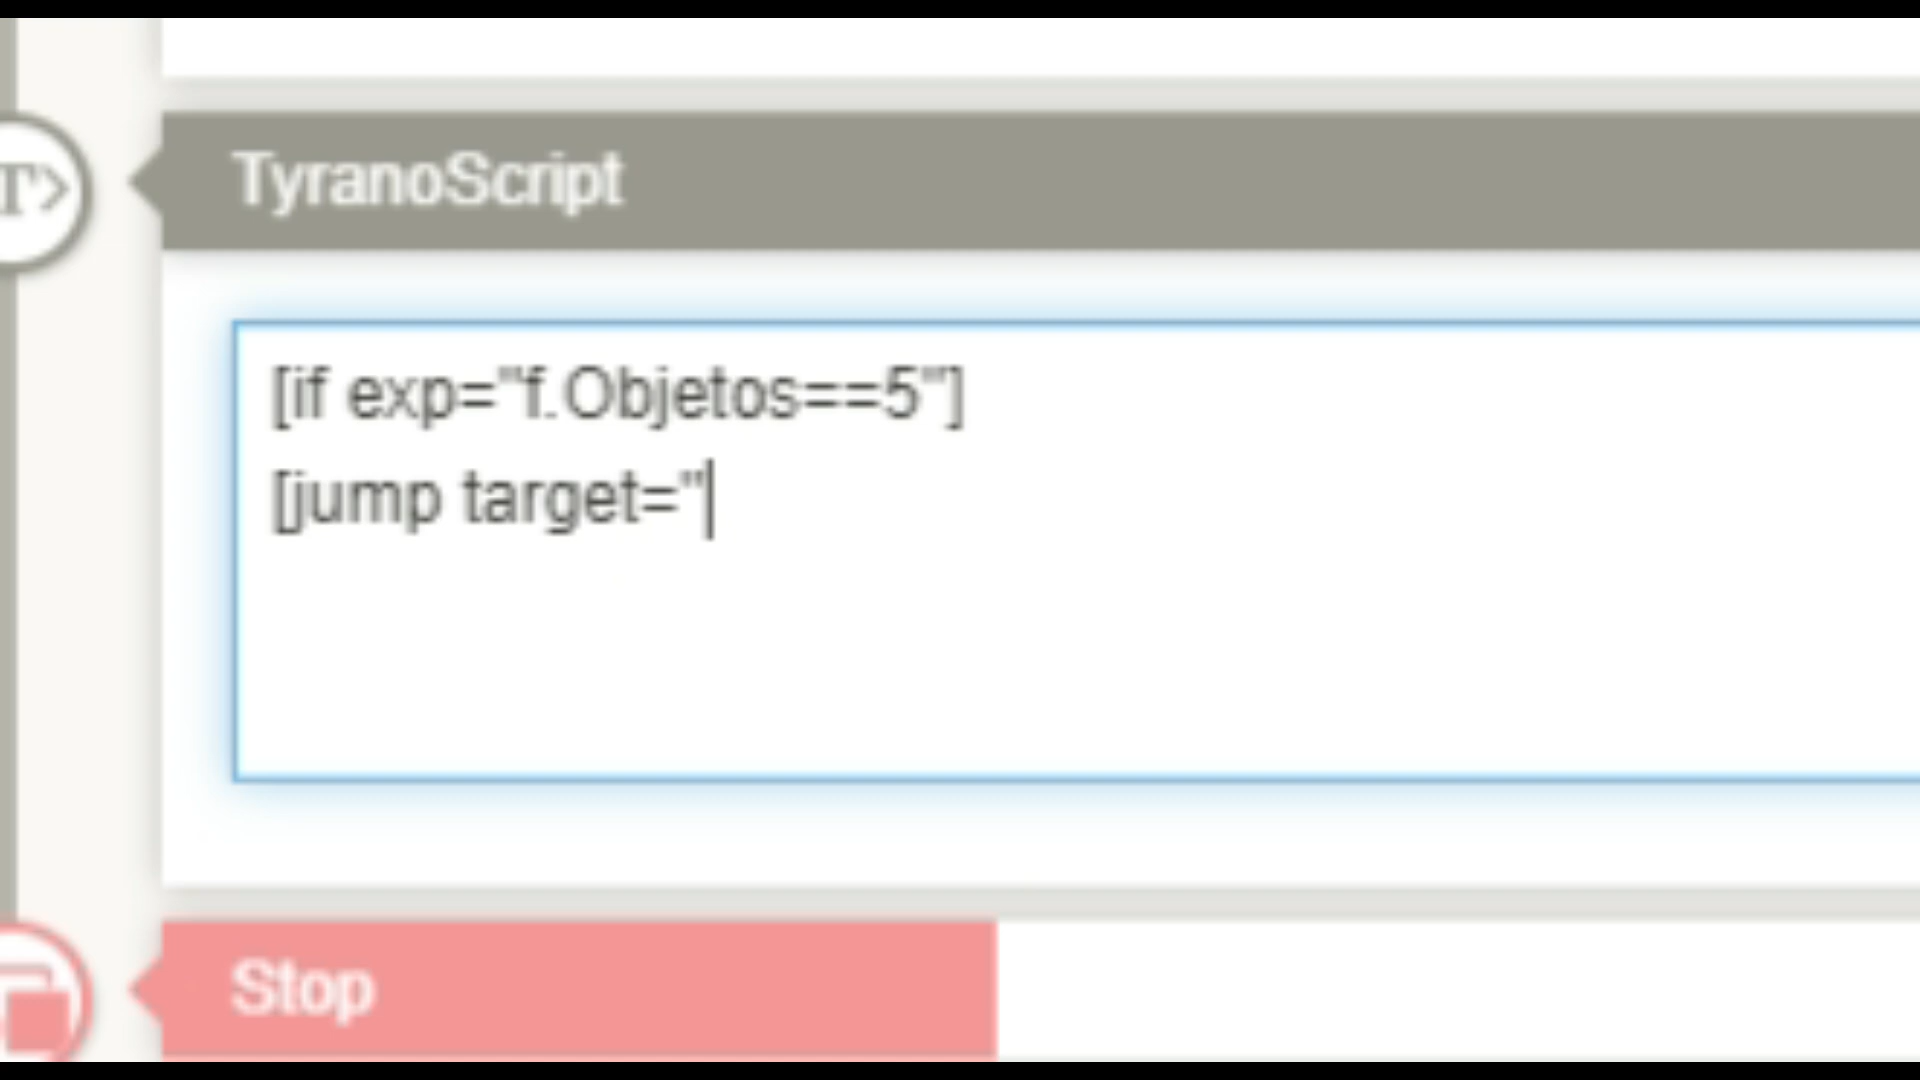 T>
TyranoScript
[if exp="f.Objetos==5"]
[jump target="
Stop